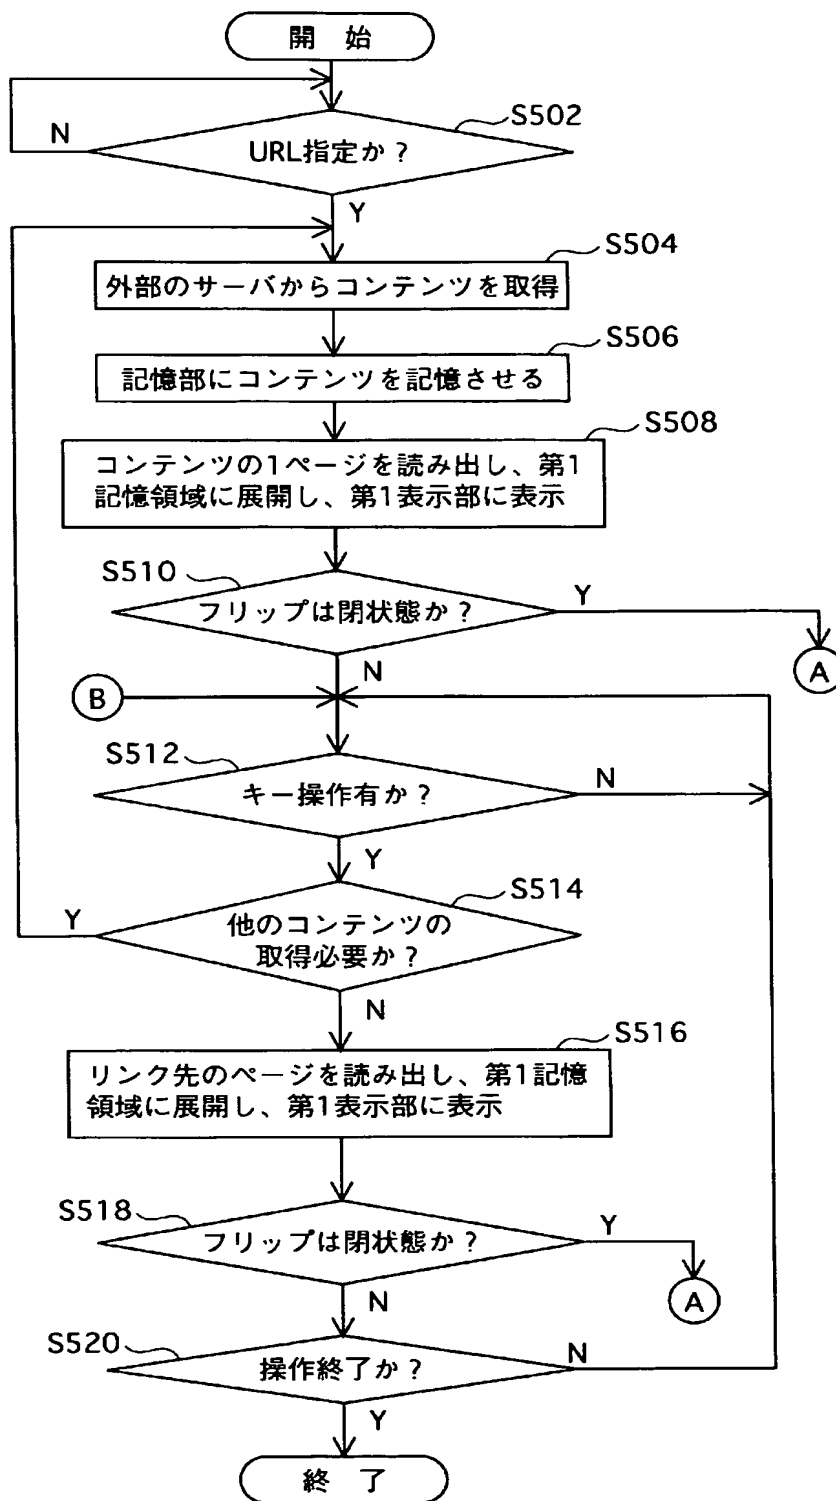 開 始
S502
N
URL指定か?
Y
S504
外部のサーバからコンテンツを取得
S506
記憶部にコンテンツを記憶させる
S508
コンテンツの1ページを読み出し、第1
記憶領域に展開し、第1表示部に表示
S510
Y
フリップは閉状態か?
A
N
B
S512
N
キー操作有か?
Y
S514
Y
他のコンテンツの
取得必要か?
N
S516
リンク先のページを読み出し、第1記憶
領域に展開し、第1表示部に表示
S518
Y
フリップは閉状態か?
A
N
S520
N
操作終了か?
Y
終 了